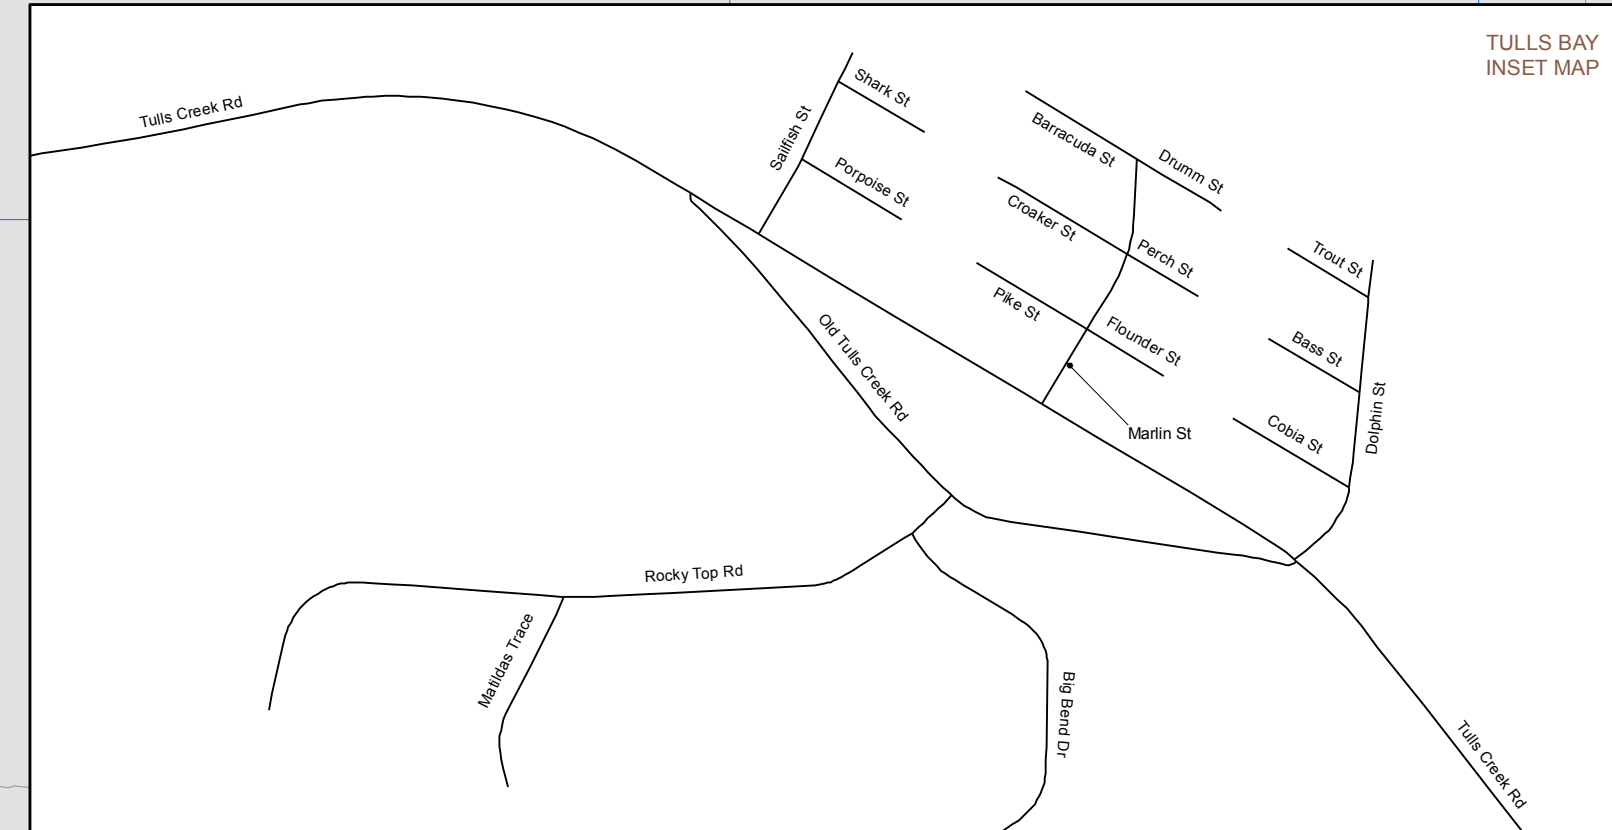 TULLS BAY
INSET MAP
Shark St
Tulls Creek Rd
Sailfish St
Barracuda St
Drumm St
Porpoise St
Croaker St
Perch St
Trout St
Pike St
Flounder St
Bass St
Old Tulls Creek Rd
Dolphin St
Marlin St
Cobia St
Rocky Top Rd
Matildas Trace
Big Bend Dr
Tulls Creek Rd